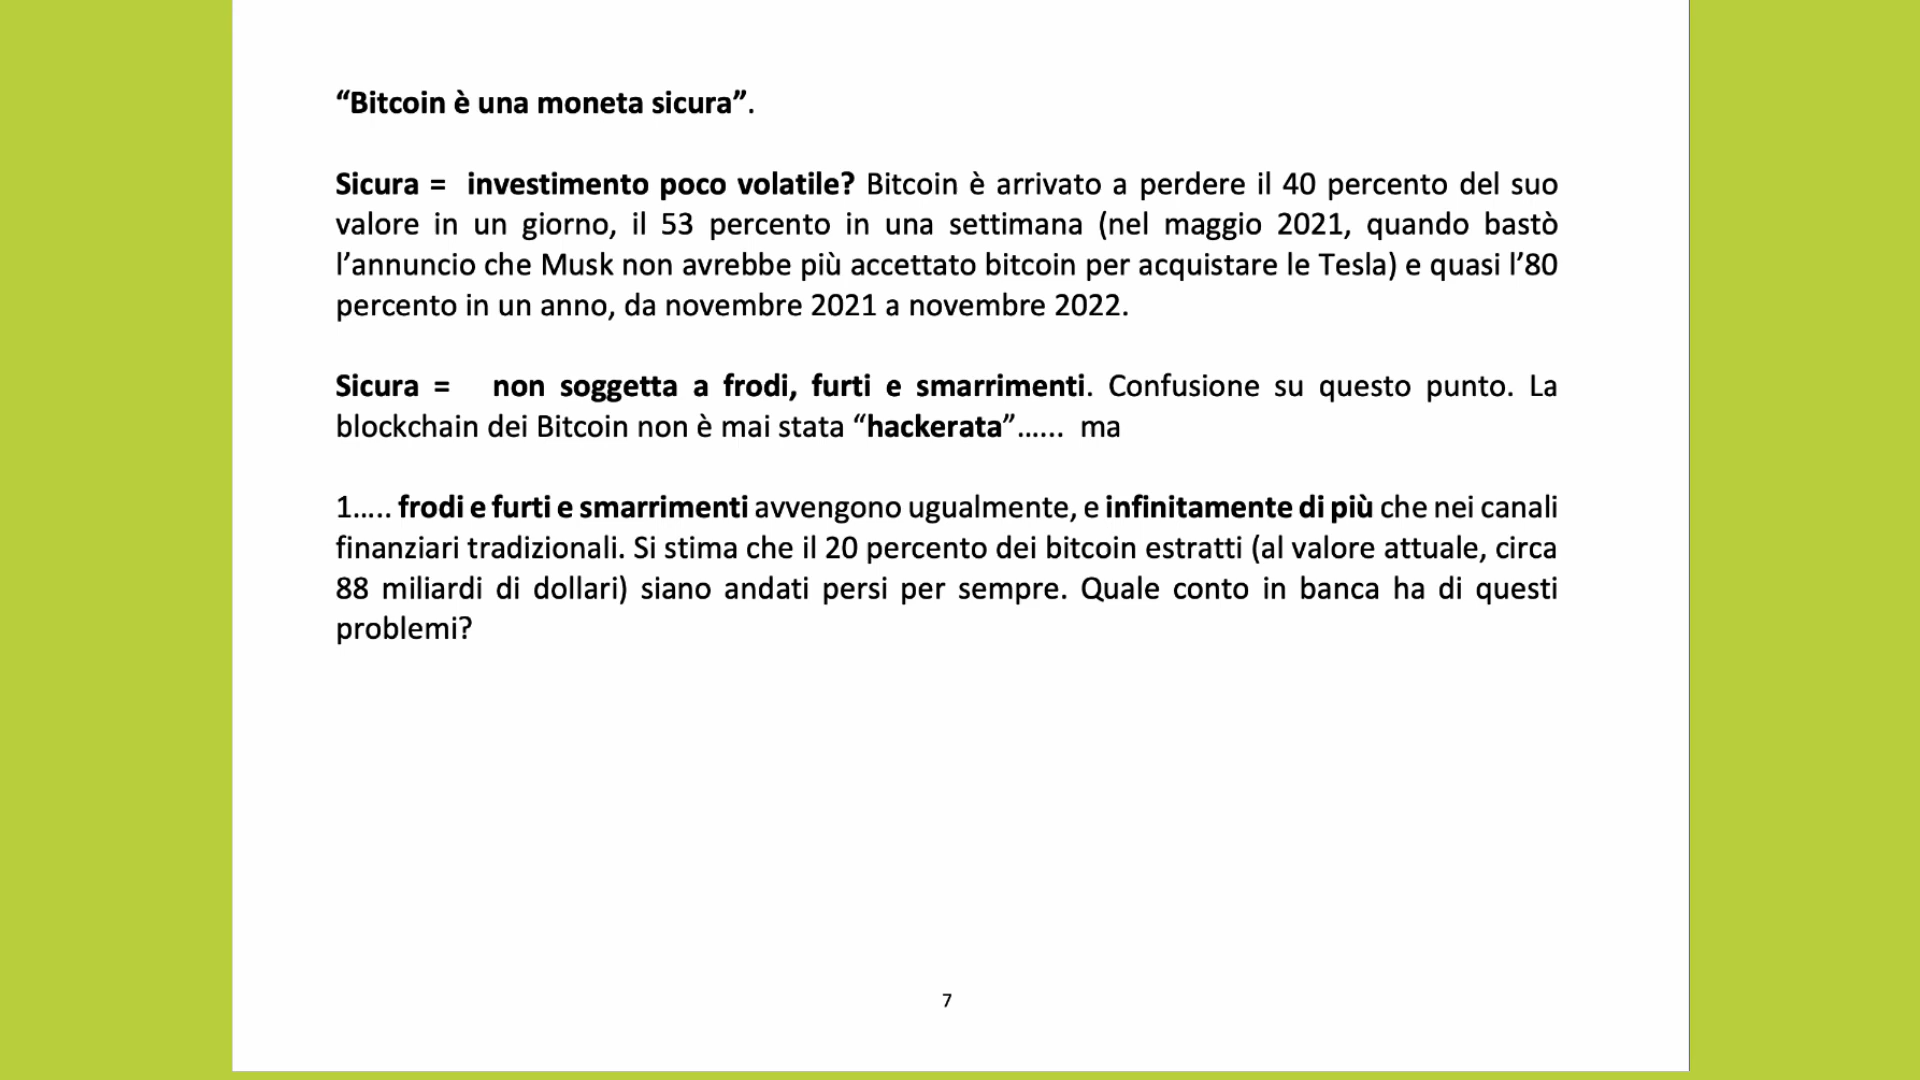 “Bitcoin è una moneta sicura”.
Sicura = investimento poco volatile? Bitcoin è arrivato a perdere il 40 percento del suo
valore in un giorno, il 53 percento in una settimana (nel maggio 2021, quando bastò
l’annuncio che Musk non avrebbe più accettato bitcoin per acquistare le Tesla) e quasi l’80
percento in un anno, da novembre 2021 a novembre 2022.
Sicura = non soggetta a frodi, furti e smarrimenti. Confusione su questo punto. La
blockchain dei Bitcoin non è mai stata “hackerata”…... ma
1….. frodi e furti e smarrimenti avvengono ugualmente, e infinitamente di più che nei canali
finanziari tradizionali. Si stima che il 20 percento dei bitcoin estratti (al valore attuale, circa
88 miliardi di dollari) siano andati persi per sempre. Quale conto in banca ha di questi
problemi?
7